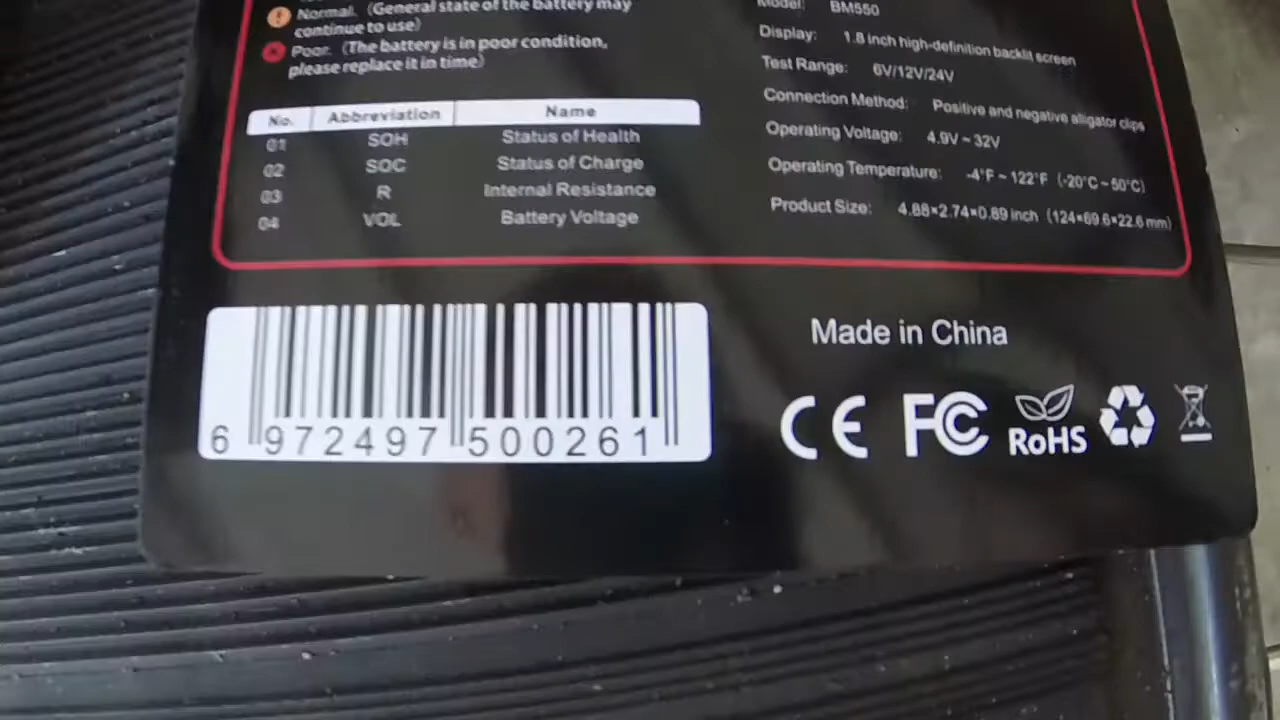 Normal. (General state of the battery may
continue to use)
Poor. (The battery is in poor condition,
please replace it in time)
No. Abbreviation Name
01 SOH Status of Health
02 SOC Status of Charge
03 R Internal Resistance
04 VOL Battery Voltage
Model: BM550
Display: 1.8 inch high-definition backlit screen
Test Range: 6V/12V/24V
Connection Method: Positive and negative alligator clips
Operating Voltage: 4.9V ~ 32V
Operating Temperature: -4°F ~ 122°F (-20°C ~ 50°C)
Product Size: 4.88*2.74*0.89 inch (124*69.6*22.6 mm)
6 972497 500261
Made in China
CE FC RoHS